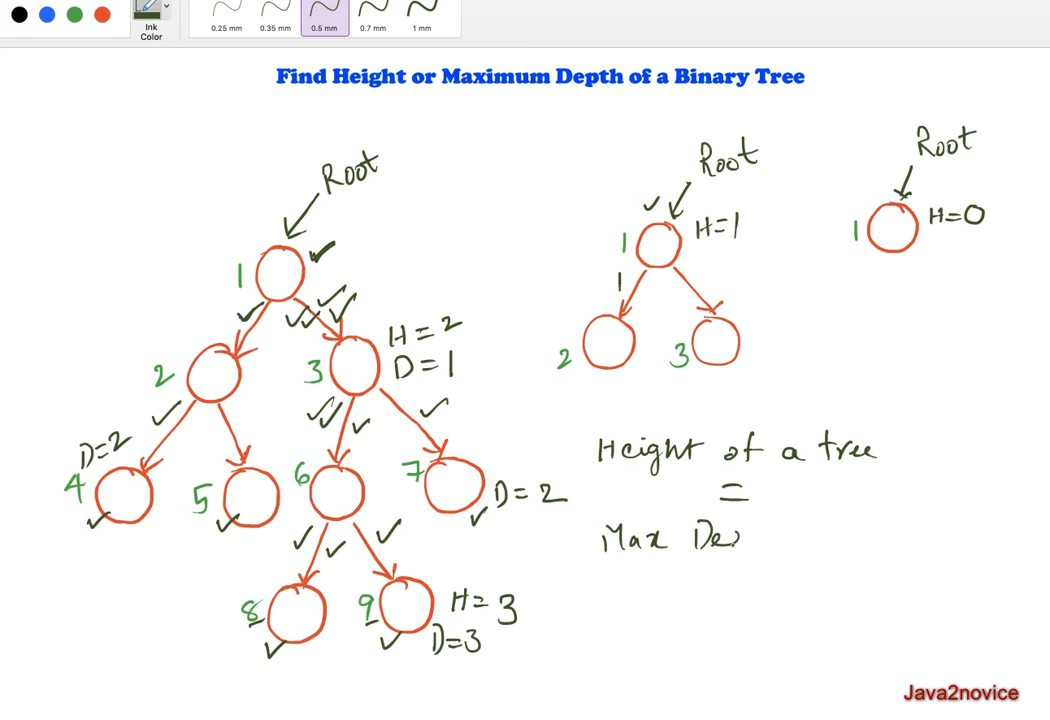 Ink
Color
0.25 mm
0.35 mm
0.5 mm
0.7 mm
1 mm
Find Height or Maximum Depth of a Binary Tree
Root
1
2
3
H=2
D=1
D=2
4
5
6
7
D=2
8
9
H=3
D=3
Root
1
H=1
1
2
3
Root
1
H=0
Height of a tree
=
Max De
Java2novice